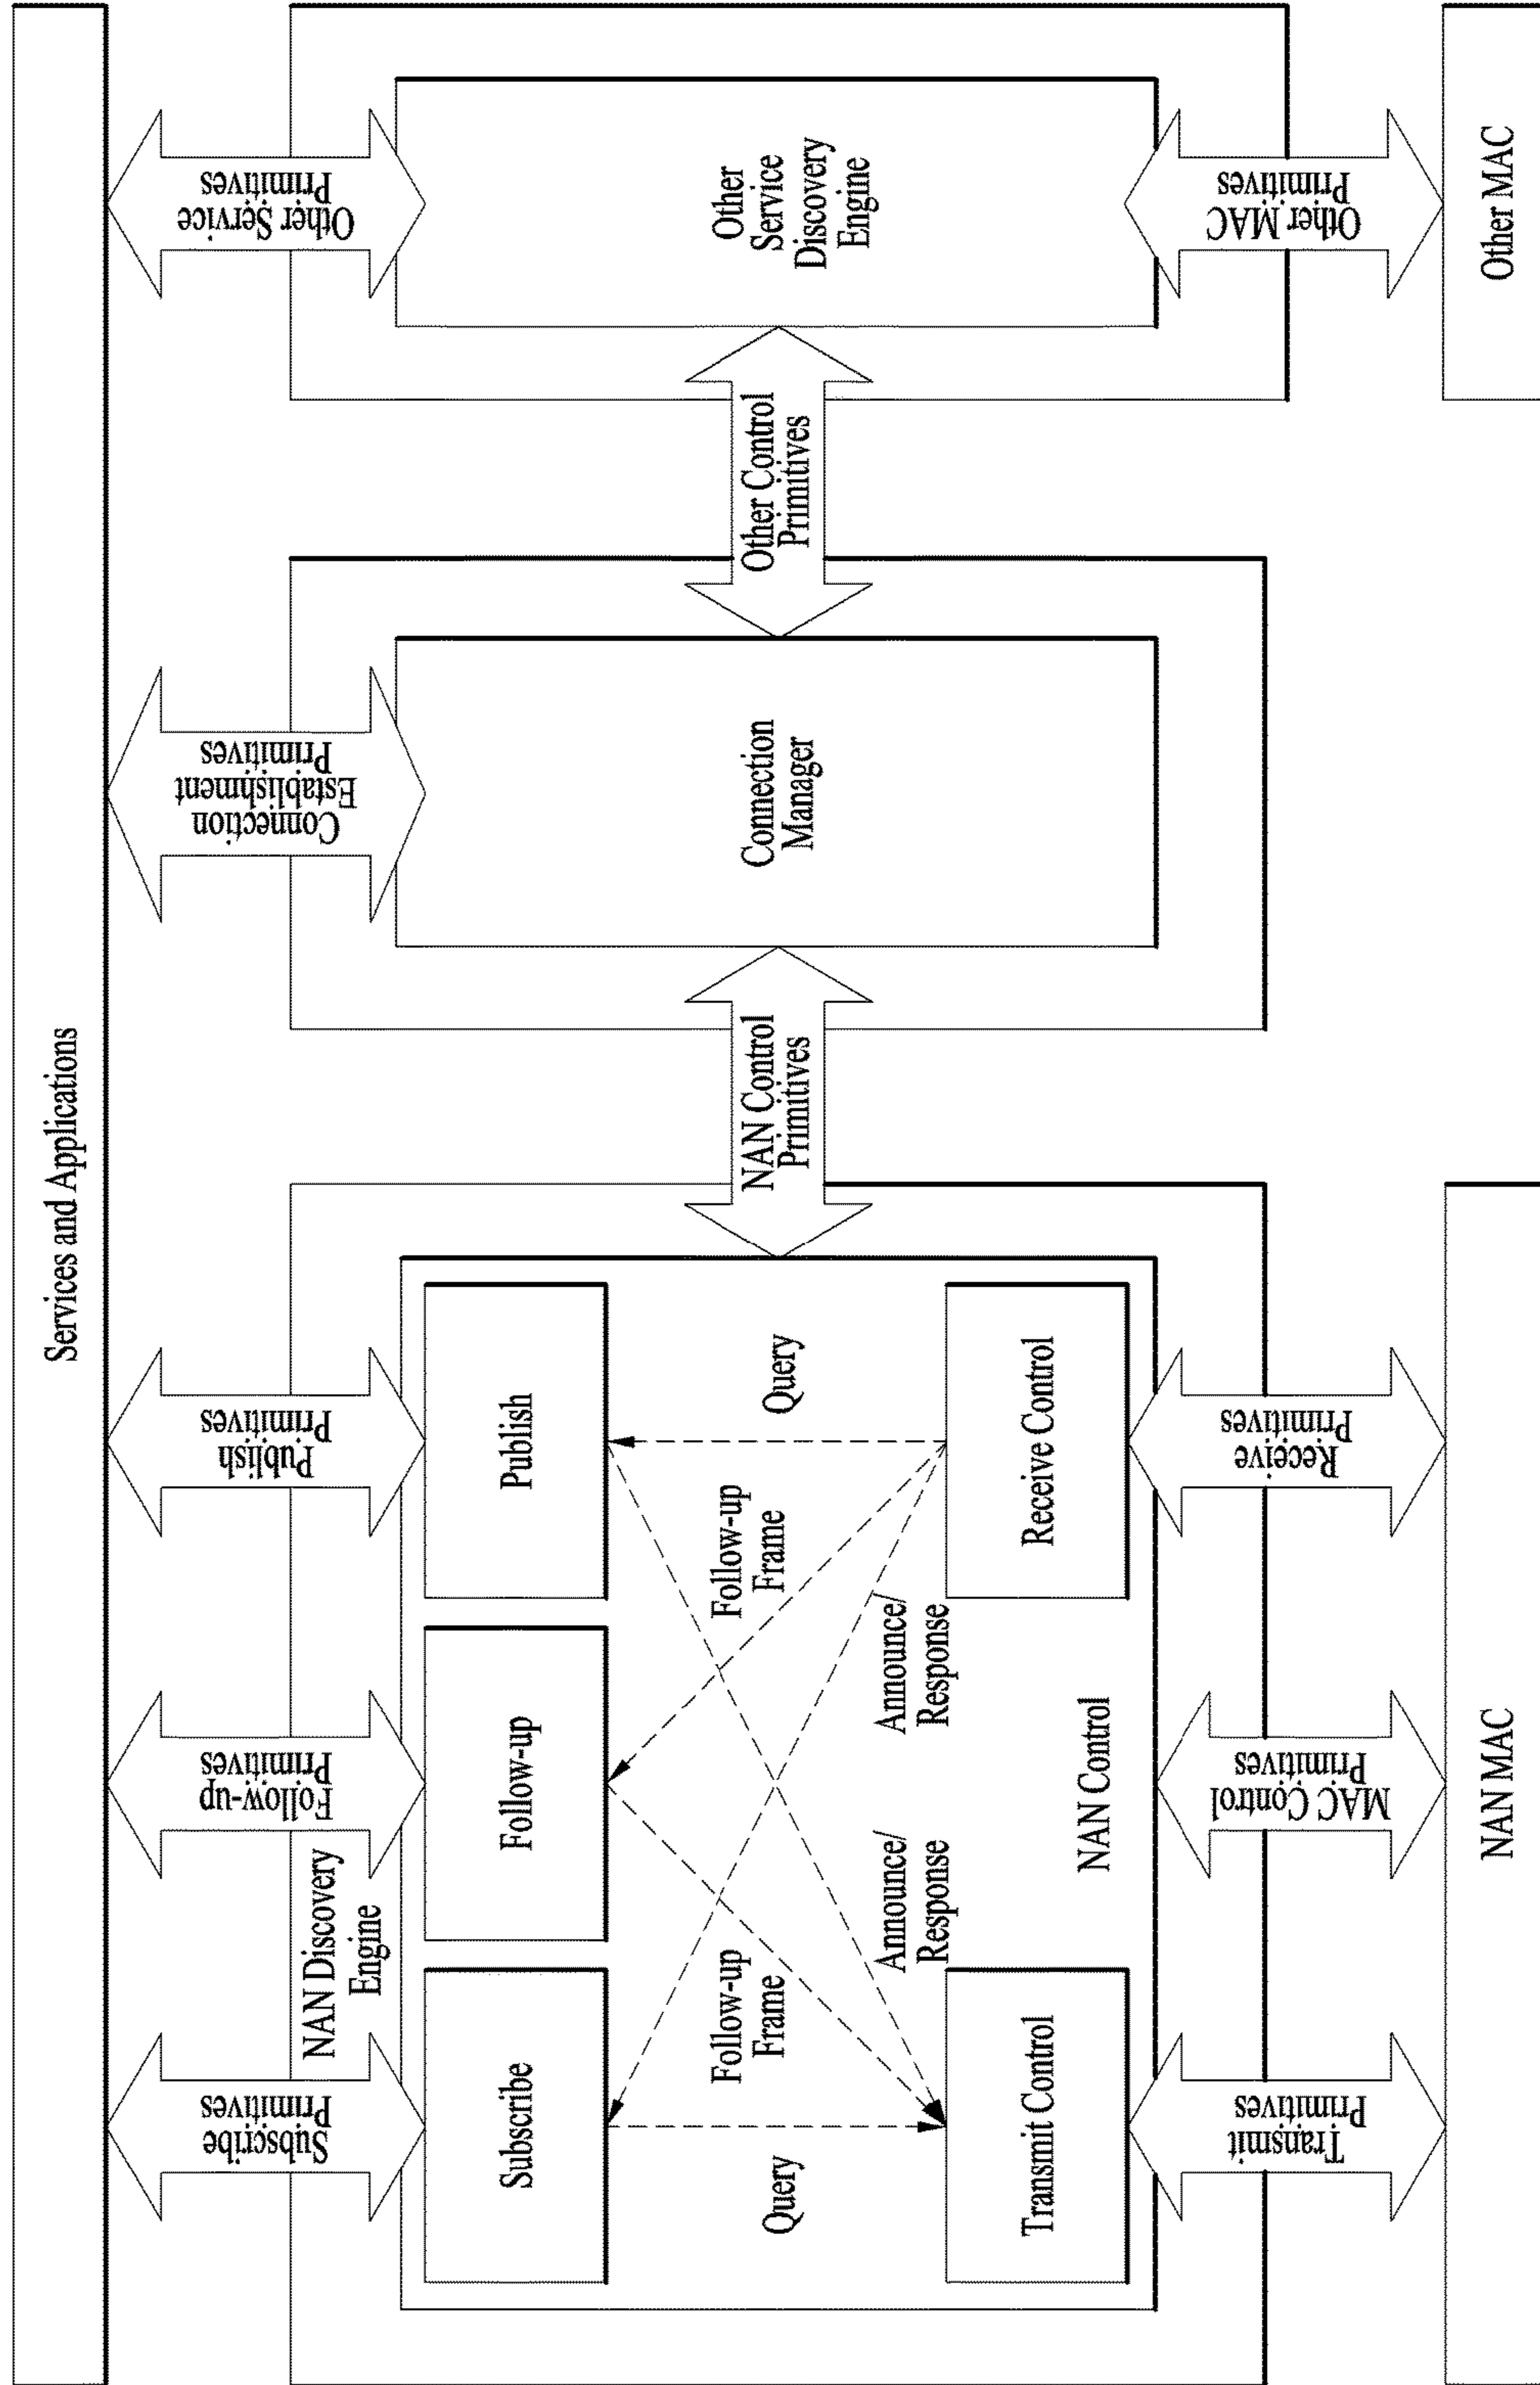 Services and Applications
Subscribe
Primitives
Follow-up
Primitives
Publish
Primitives
Connection
Establishment
Primitives
Other Service
Primitives
NAN Discovery
Engine
Subscribe
Follow-up
Publish
Query
Follow-up
Frame
Announce/
Response
Announce/
Response
Follow-up
Frame
Query
Transmit Control
NAN Control
Receive Control
NAN Control
Primitives
Connection
Manager
Other Control
Primitives
Other
Service
Discovery
Engine
Transmit
Primitives
MAC Control
Primitives
Receive
Primitives
Other MAC
Primitives
NAN MAC
Other MAC